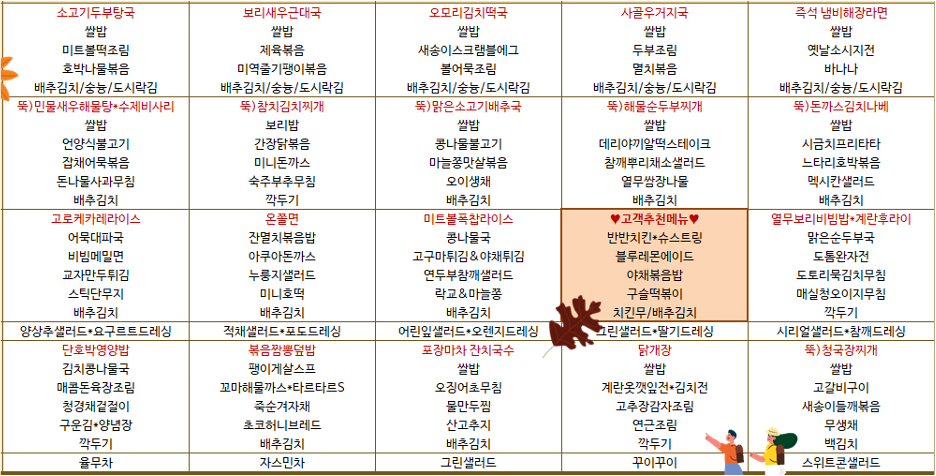 소고기두부탕국 보리새우근대국 오모리김치떡국 사골우거지국 즉석 냄비해장라면
쌀밥 쌀밥 쌀밥 쌀밥 쌀밥
미트볼떡조림 제육볶음 새송이스크램블에그 두부조림 옛날소시지전
호박나물볶음 미역줄기팽이볶음 볼어묵조림 멸치볶음 바나나
배추김치/숭늉/도시락김 배추김치/숭늉/도시락김 배추김치/숭늉/도시락김 배추김치/숭늉/도시락김 배추김치/숭늉/도시락김
뚝)민물새우해물탕*수제비사리 뚝)참치김치찌개 뚝)맑은소고기배추국 뚝)해물순두부찌개 뚝)돈까스김치나베
쌀밥 보리밥 쌀밥 쌀밥 쌀밥
언양식불고기 간장닭볶음 콩나물불고기 데리야끼알떡스테이크 시금치프리타타
잡채어묵볶음 미니돈까스 마늘쫑맛살볶음 참깨뿌리채소샐러드 느타리호박볶음
돈나물사과무침 숙주부추무침 오이생채 열무쌈장나물 멕시칸샐러드
배추김치 깍두기 배추김치 배추김치 배추김치
고로케카레라이스 온쫄면 미트볼폭찹라이스 ♥고객추천메뉴♥ 열무보리비빔밥*계란후라이
어묵대파국 잔멸치볶음밥 콩나물국 반반치킨*슈스트링 맑은순두부국
비빔메밀면 아쿠아돈까스 고구마튀김&야채튀김 블루레몬에이드 도톰완자전
교자만두튀김 누룽지샐러드 연두부참깨샐러드 야채볶음밥 도토리묵김치무침
스틱단무지 미니호떡 락교&마늘쫑 구슬떡볶이 매실청오이지무침
배추김치 배추김치 배추김치 치킨무/배추김치 깍두기
양상추샐러드*요구르트드레싱 적채샐러드*포도드레싱 어린잎샐러드*오렌지드레싱 그린샐러드*딸기드레싱 시리얼샐러드*참깨드레싱
단호박영양밥 볶음짬뽕덮밥 포장마차 잔치국수 닭개장 뚝)청국장찌개
김치콩나물국 팽이게살스프 쌀밥 쌀밥 쌀밥
매콤돈육장조림 꼬마해물까스*타르타르S 오징어초무침 계란옷깻잎전*김치전 고갈비구이
청경채겉절이 죽순겨자채 물만두찜 고추장감자조림 새송이들깨볶음
구운김*양념장 초코허니브레드 산고추지 연근조림 무생채
깍두기 배추김치 배추김치 깍두기 백김치
율무차 자스민차 그린샐러드 꾸이꾸이 스위트콘샐러드